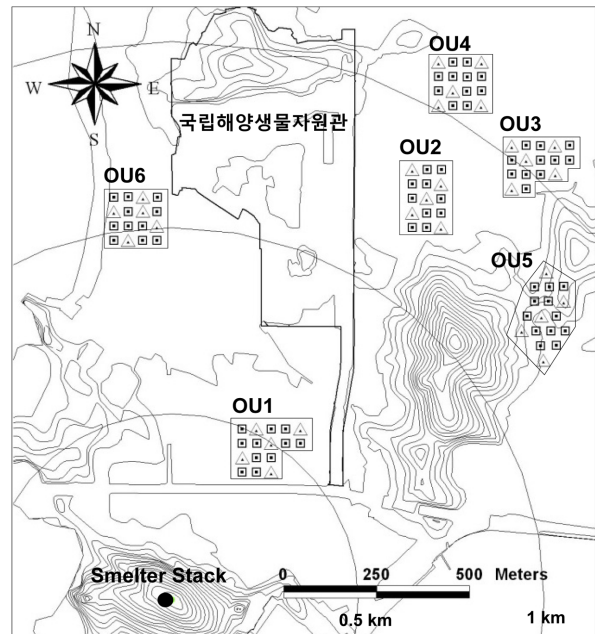 N
W E
S
국립해양생물자원관
OU4
OU3
OU2
OU6
OU5
OU1
Smelter Stack
0 250 500 Meters
0.5 km 1 km